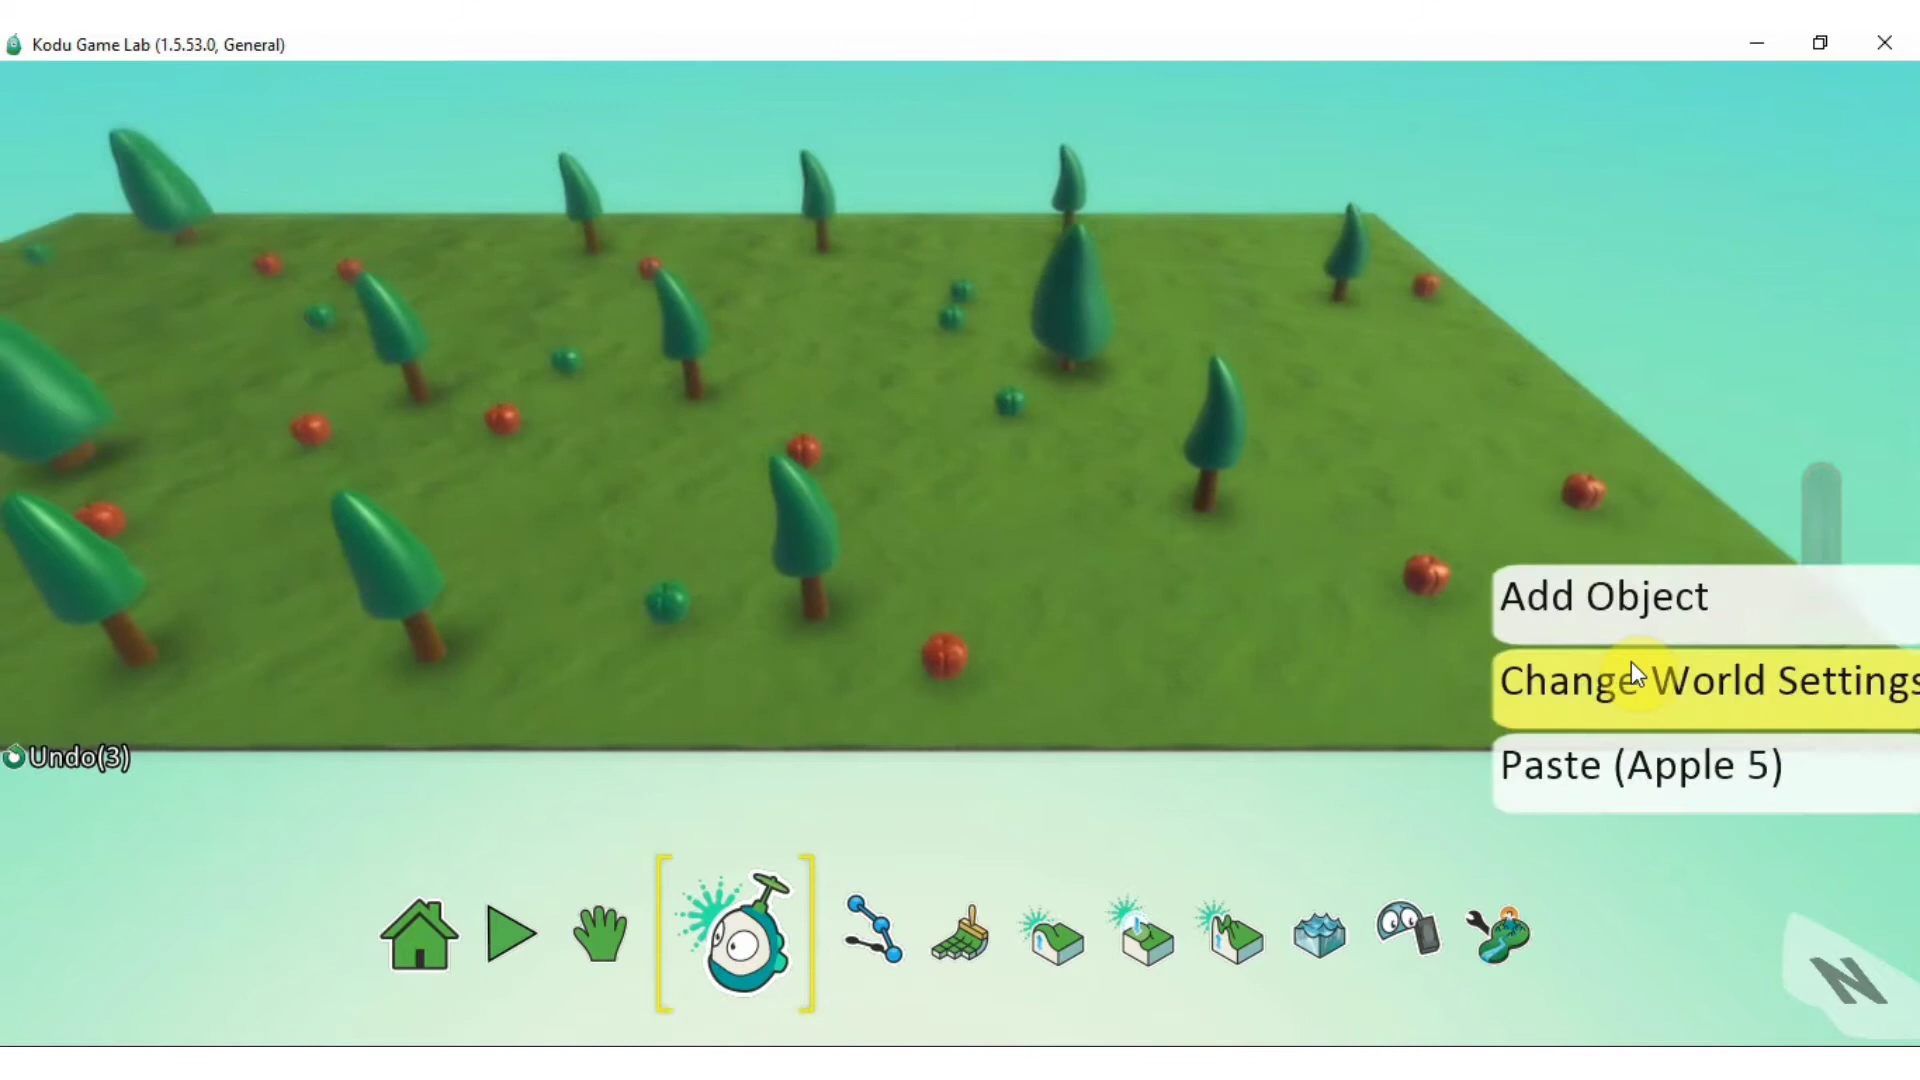 Kodu Game Lab (1.5.53.0, General)
Add Object
Change World Settings
Paste (Apple 5)
Undo(3)
N